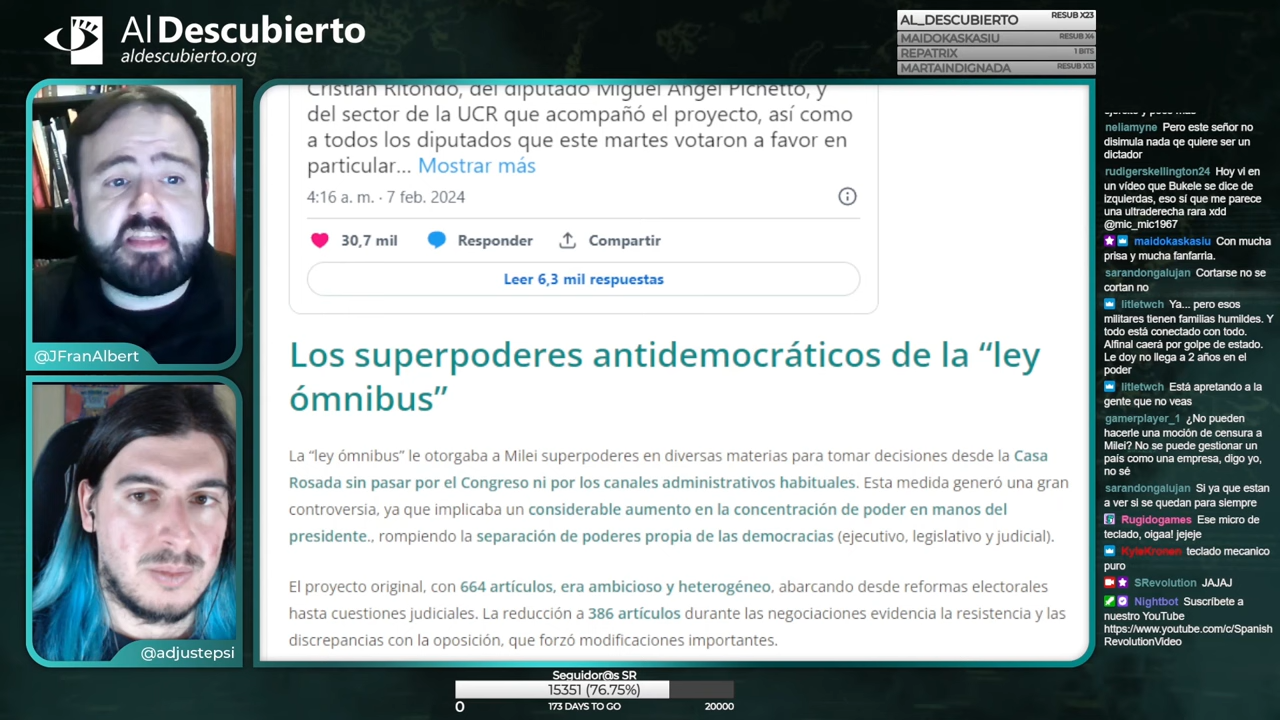 Al Descubierto
aldescubierto.org
AL_DESCUBIERTO RESUB X23
MAIDOKASKASIU RESUB X4
REPATRIX 1 BITS
MARTAINDIGNADA RESUB X13
@JFranAlbert
@adjustepsi
Cristian Ritondo, del diputado Miguel Ángel Pichetto, y
del sector de la UCR que acompañó el proyecto, así como
a todos los diputados que este martes votaron a favor en
particular... Mostrar más
4:16 a. m. · 7 feb. 2024
30,7 mil Responder Compartir
Leer 6,3 mil respuestas
Los superpoderes antidemocráticos de la “ley
ómnibus”
La “ley ómnibus” le otorgaba a Milei superpoderes en diversas materias para tomar decisiones desde la Casa
Rosada sin pasar por el Congreso ni por los canales administrativos habituales. Esta medida generó una gran
controversia, ya que implicaba un considerable aumento en la concentración de poder en manos del
presidente., rompiendo la separación de poderes propia de las democracias (ejecutivo, legislativo y judicial).
El proyecto original, con 664 artículos, era ambicioso y heterogéneo, abarcando desde reformas electorales
hasta cuestiones judiciales. La reducción a 386 artículos durante las negociaciones evidencia la resistencia y las
discrepancias con la oposición, que forzó modificaciones importantes.
neliamyne Pero este señor no
disimula nada qe quiere ser un
dictador
rudigerskellington24 Hoy vi en
un vídeo que Bukele se dice de
izquierdas, eso sí que me parece
una ultraderecha rara xdd
@mic_mic1967
maidokaskasiu Con mucha
prisa y mucha fanfarria.
sarandongalujan Cortarse no se
cortan no
litletwch Ya... pero esos
militares tienen familias humildes. Y
todo está conectado con todo.
Alfinal caerá por golpe de estado.
Le doy no llega a 2 años en el
poder
litletwch Está apretando a la
gente que no veas
gamerplayer_1 ¿No pueden
hacerle una moción de censura a
Milei? No se puede gestionar un
país como una empresa, digo yo,
no sé
sarandongalujan Si ya que estan
a ver si se quedan para siempre
Rugidogames Ese micro de
teclado, oigaa! jejeje
KyleKronen teclado mecanico
puro
SRevolution JAJAJ
Nightbot Suscríbete a
nuestro YouTube
https://www.youtube.com/c/Spanish
RevolutionVideo
Seguidor@s SR
15351 (76.75%)
0 173 DAYS TO GO 20000